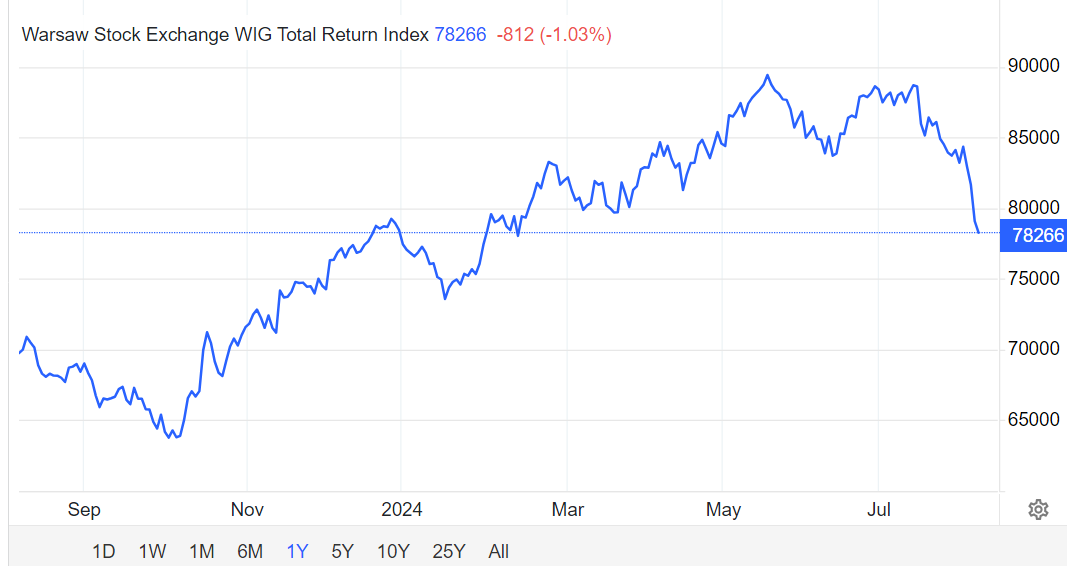 Warsaw Stock Exchange WIG Total Return Index 78266 -812 (-1.03%)
90000
85000
80000
78266
75000
70000
65000
Sep Nov 2024 Mar May Jul
1D 1W 1M 6M 1Y 5Y 10Y 25Y All